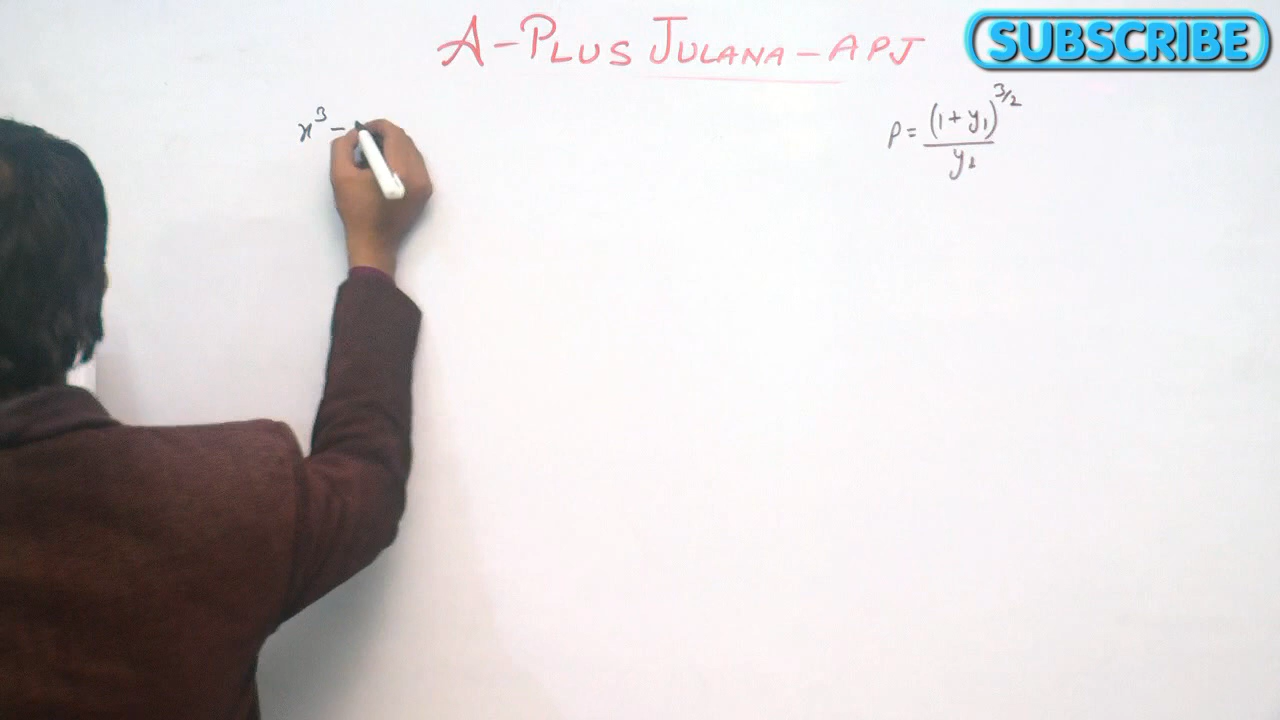 A-PLUS JULANA-APJ
SUBSCRIBE
x³ -
ρ = (1 + y₁)^3/2 / y₂